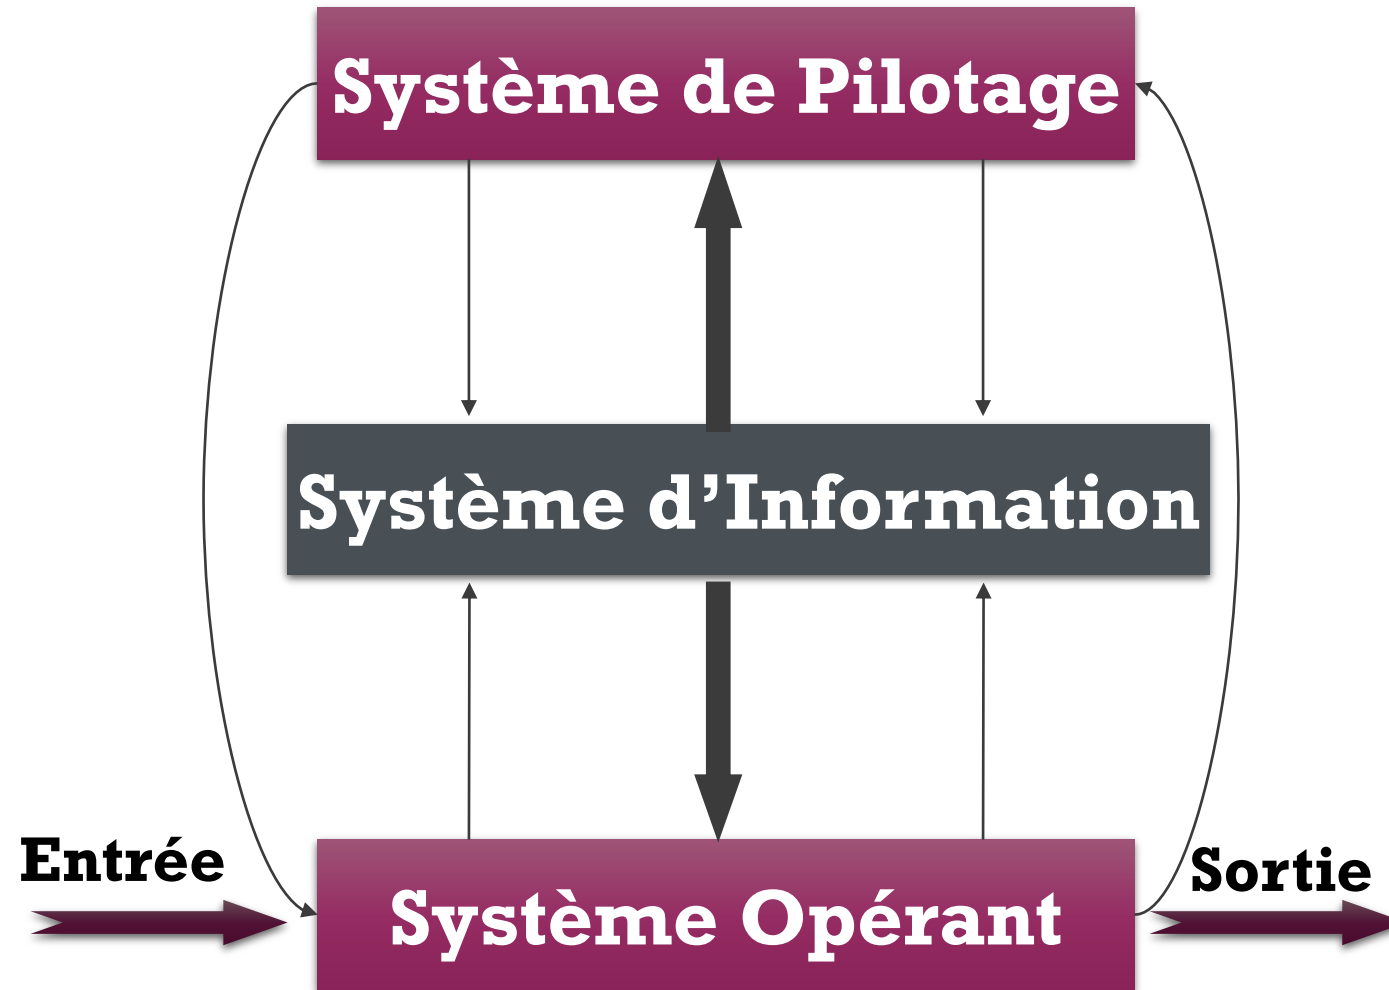 Système de Pilotage
Système d’Information
Entrée
Sortie
Système Opérant